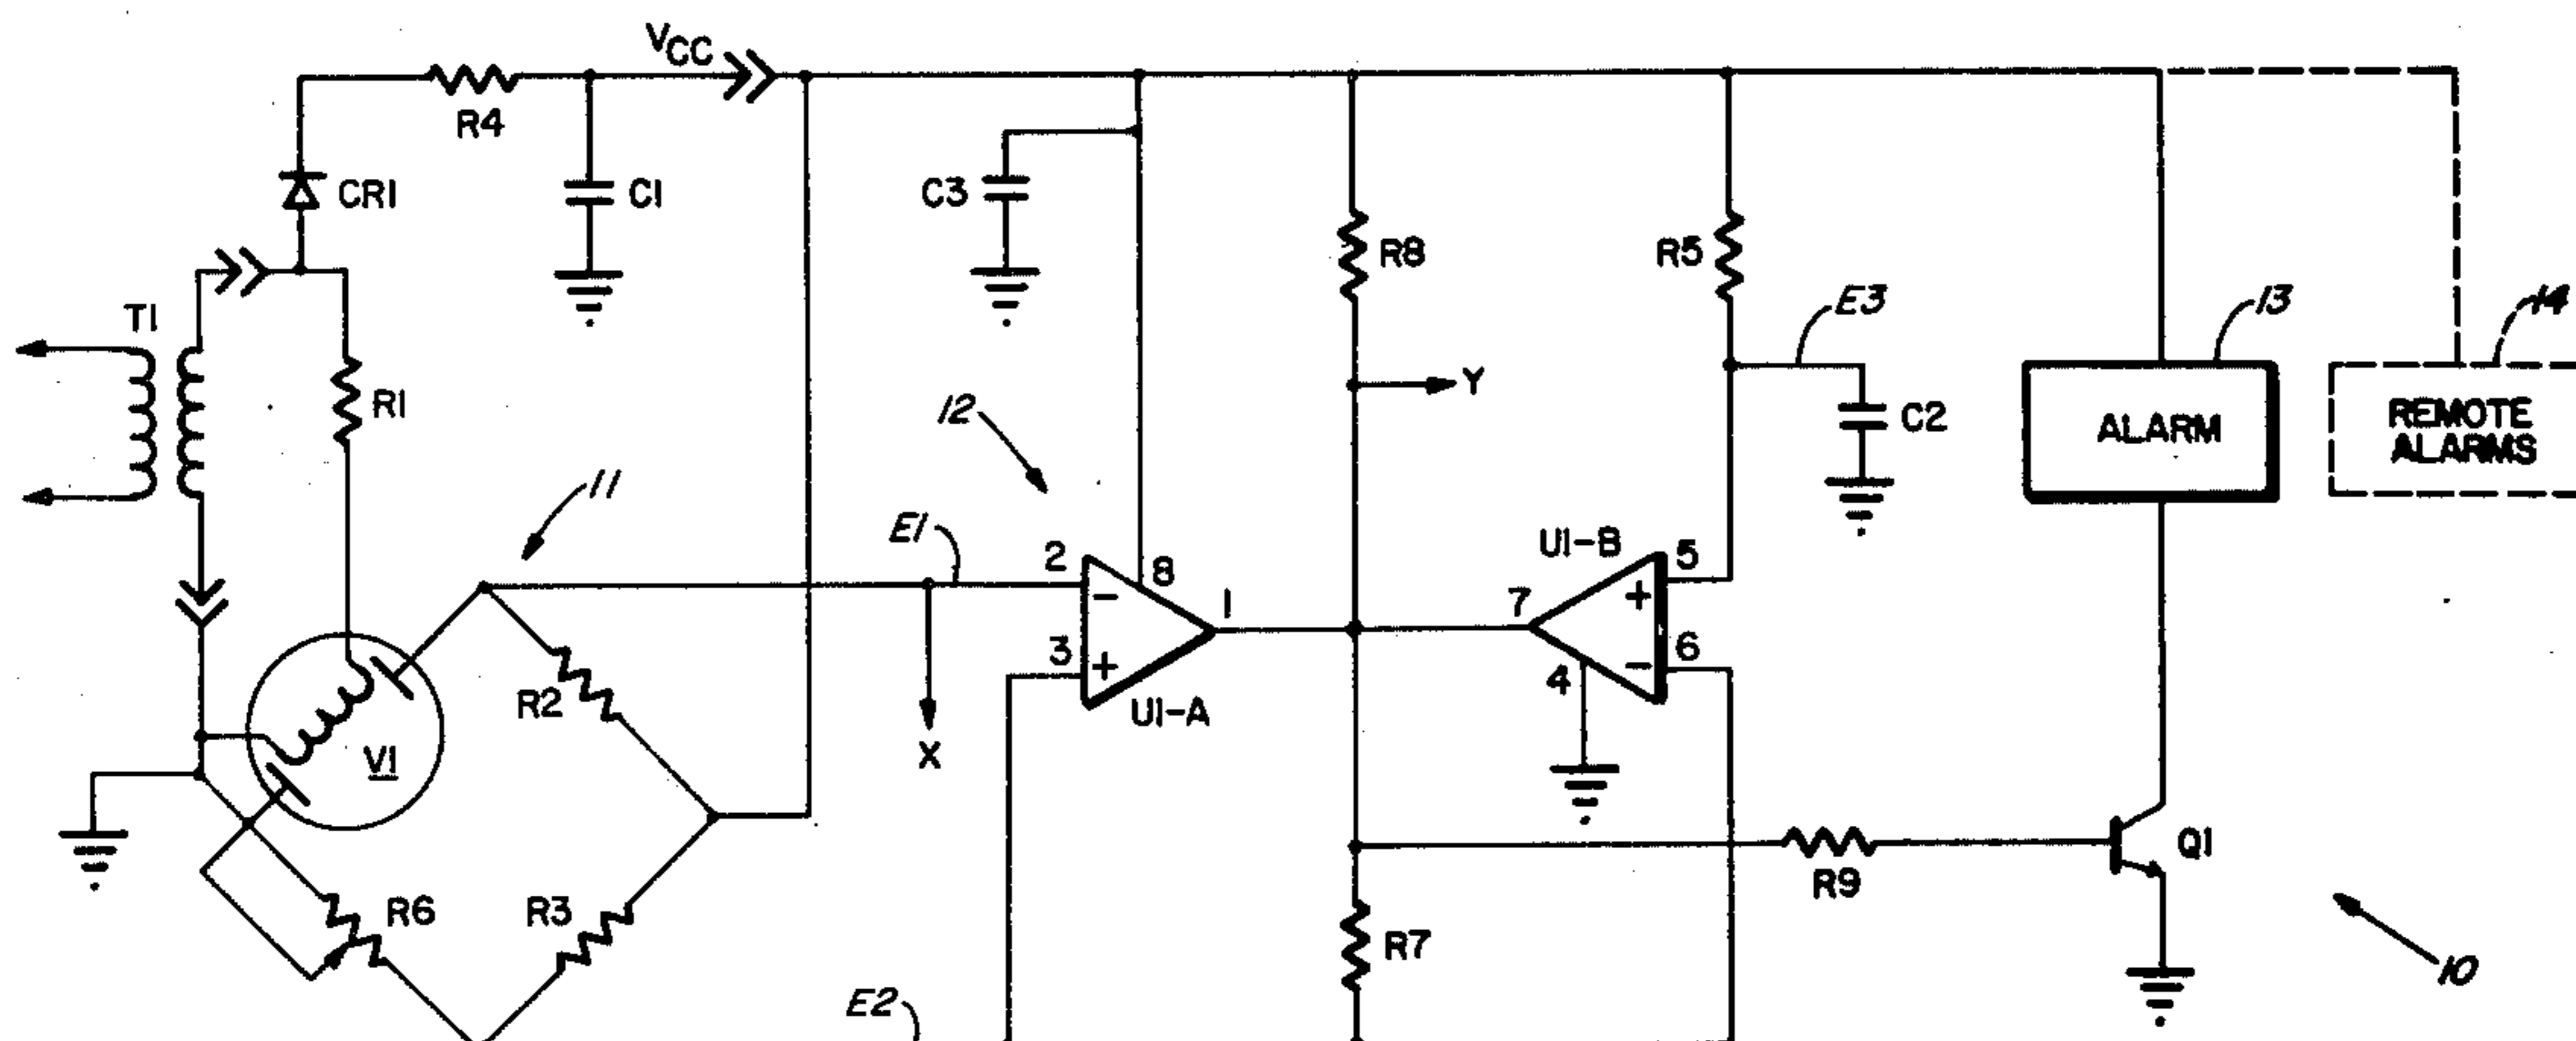 VCC
R4
CR1
C1
C3
R8
R5
E3
13
14
T1
R1
Y
12
C2
ALARM
REMOTE
ALARMS
11
E1
2
8
U1-B
5
1
7
+
−
3
+
6
−
4
R2
U1-A
X
V1
Q1
R9
R6
R3
R7
10
E2